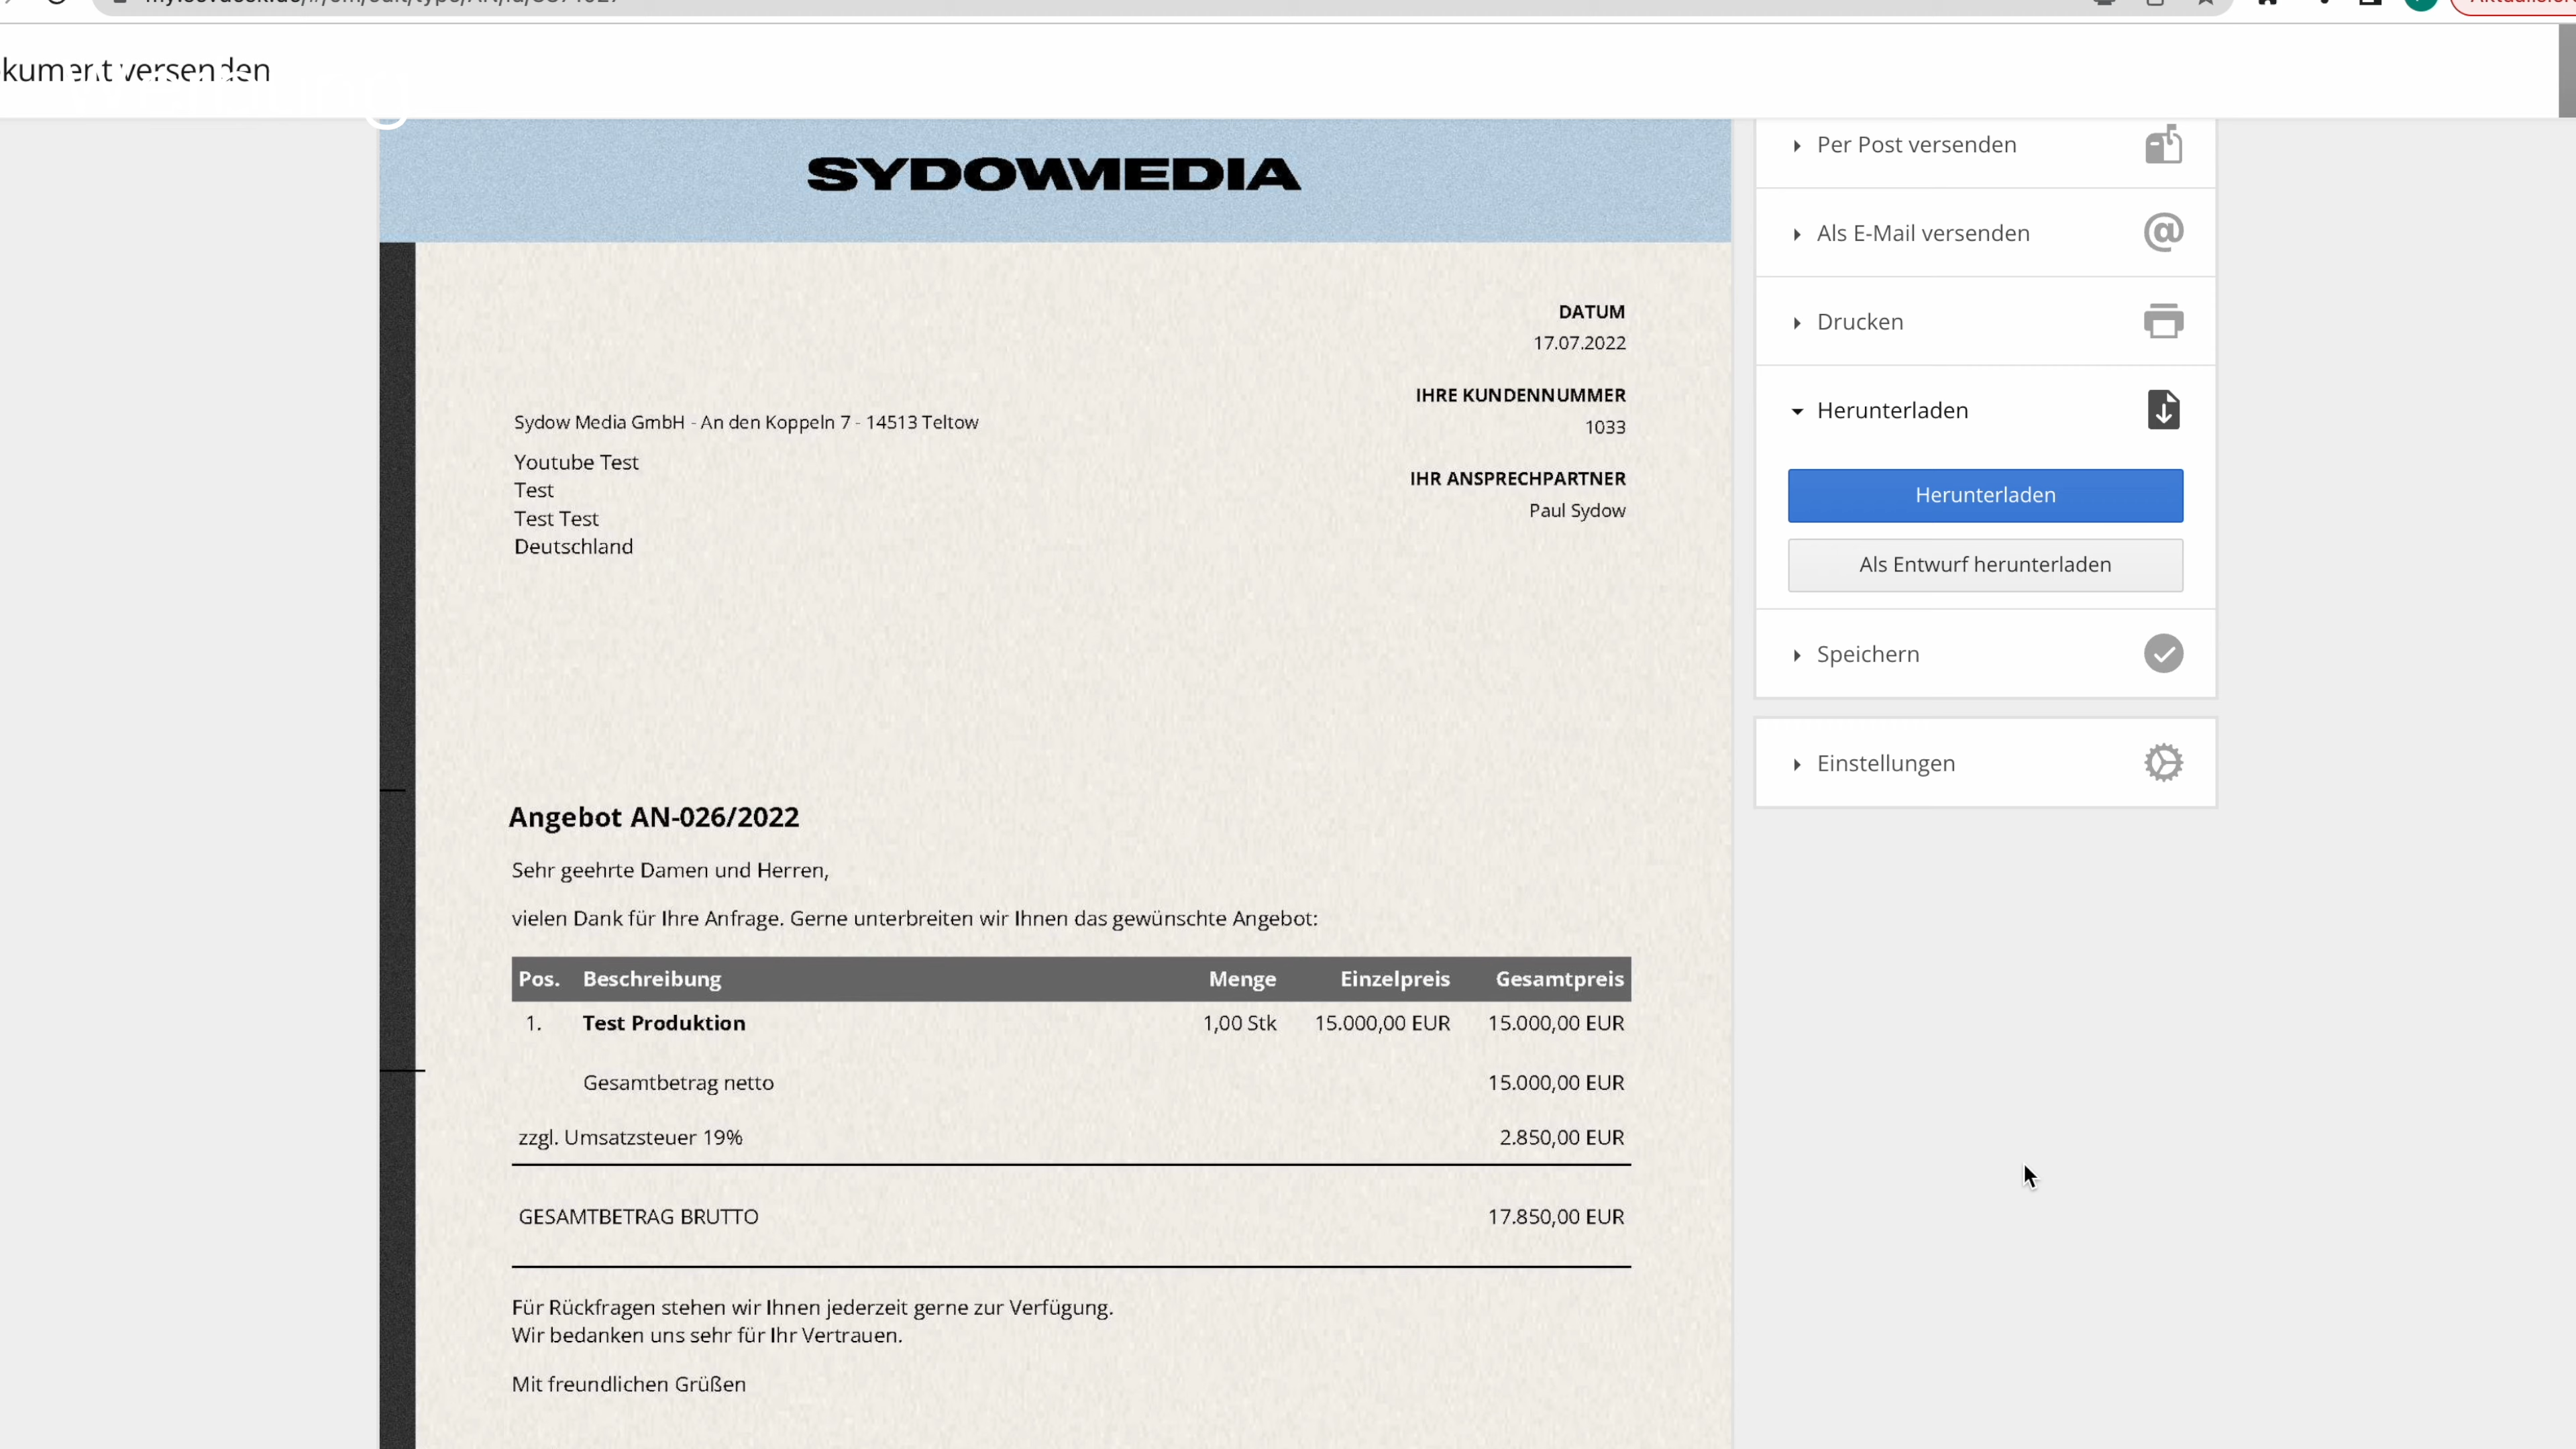 kument versenden
SYDOWMEDIA
DATUM
17.07.2022
IHRE KUNDENNUMMER
1033
IHR ANSPRECHPARTNER
Paul Sydow
Sydow Media GmbH - An den Koppeln 7 - 14513 Teltow
Youtube Test
Test
Test Test
Deutschland
Angebot AN-026/2022
Sehr geehrte Damen und Herren,
vielen Dank für Ihre Anfrage. Gerne unterbreiten wir Ihnen das gewünschte Angebot:
Pos. Beschreibung Menge Einzelpreis Gesamtpreis
1. Test Produktion 1,00 Stk 15.000,00 EUR 15.000,00 EUR
Gesamtbetrag netto 15.000,00 EUR
zzgl. Umsatzsteuer 19% 2.850,00 EUR
GESAMTBETRAG BRUTTO 17.850,00 EUR
Für Rückfragen stehen wir Ihnen jederzeit gerne zur Verfügung.
Wir bedanken uns sehr für Ihr Vertrauen.
Mit freundlichen Grüßen
Per Post versenden
Als E-Mail versenden
Drucken
Herunterladen
Herunterladen
Als Entwurf herunterladen
Speichern
Einstellungen